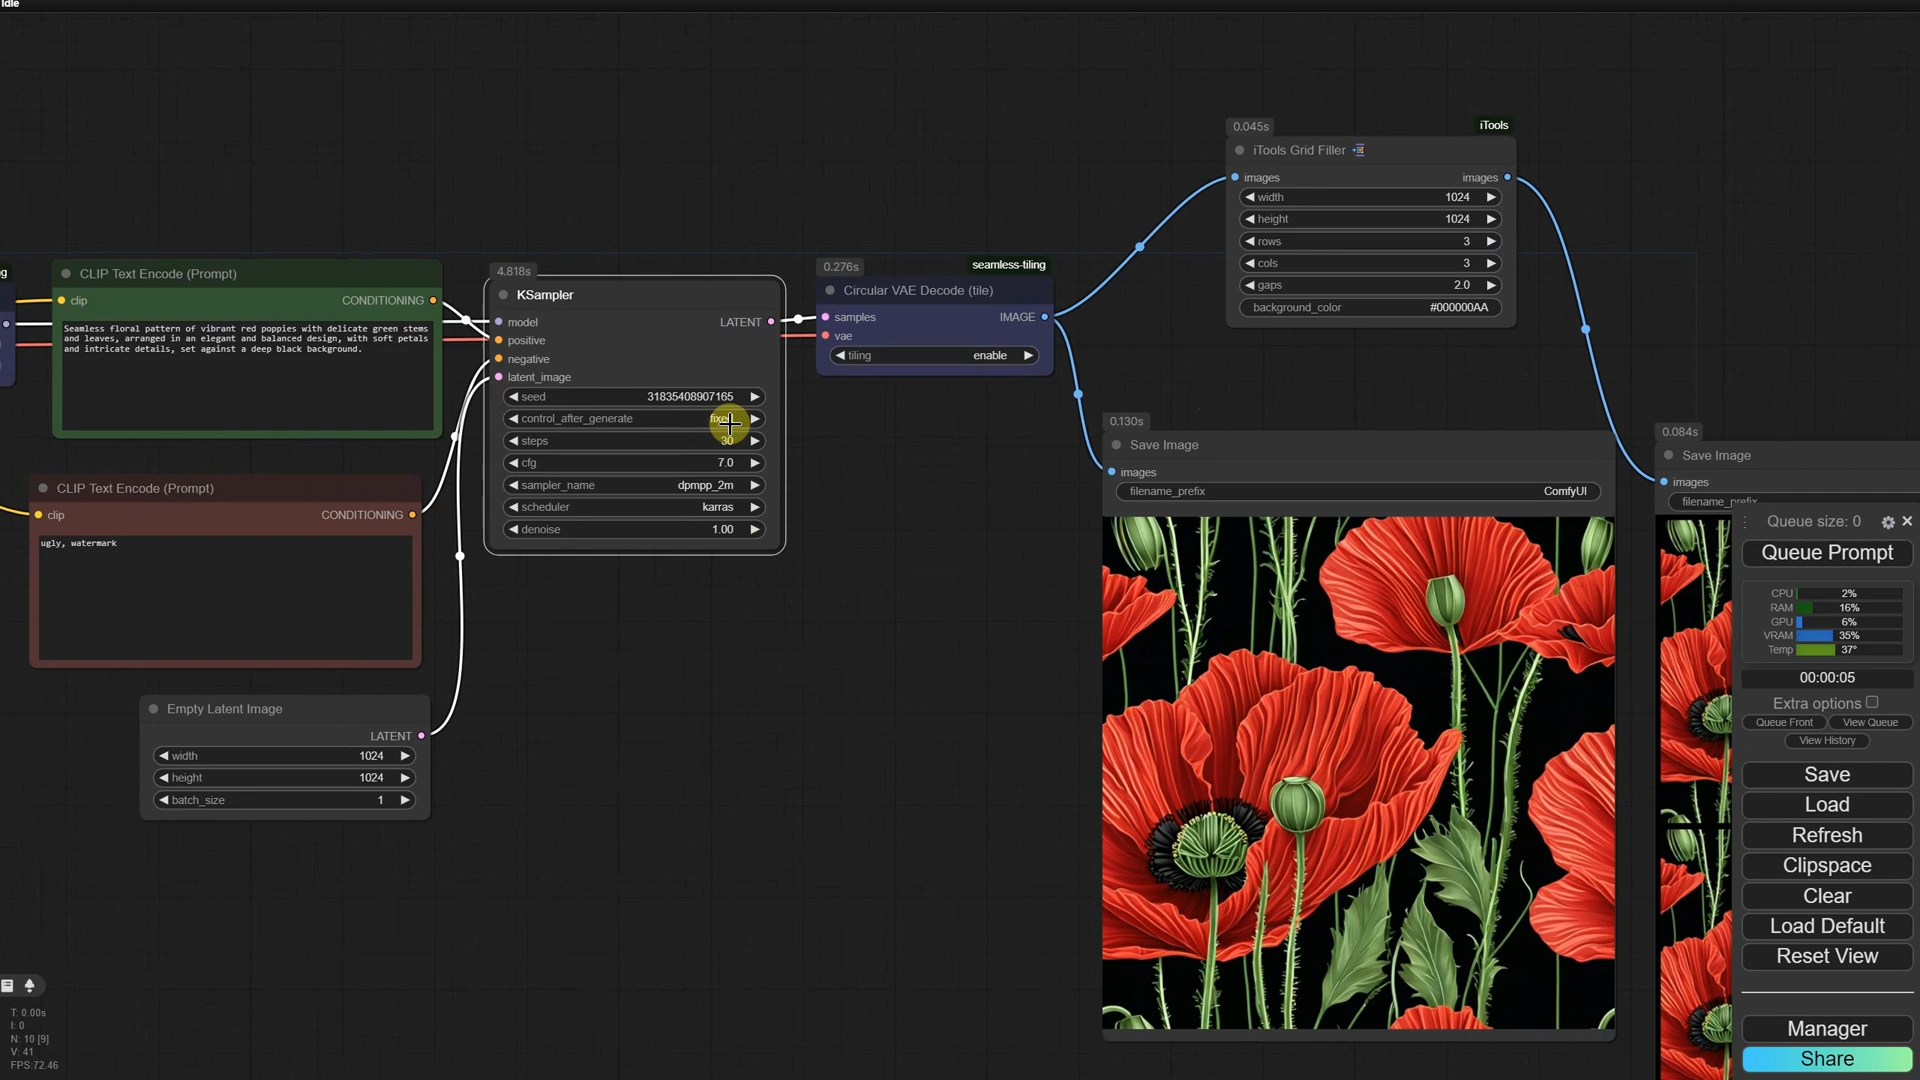 Idle
g
CLIP Text Encode (Prompt)
clip
CONDITIONING
Seamless floral pattern of vibrant red poppies with delicate green stems
and leaves, arranged in an elegant and balanced design, with soft petals
and intricate details, set against a deep black background.
CLIP Text Encode (Prompt)
clip
CONDITIONING
ugly, watermark
Empty Latent Image
LATENT
width 1024
height 1024
batch_size 1
4.818s
KSampler
model LATENT
positive
negative
latent_image
seed 31835408907165
control_after_generate fixed
steps 30
cfg 7.0
sampler_name dpmpp_2m
scheduler karras
denoise 1.00
0.276s seamless-tiling
Circular VAE Decode (tile)
samples IMAGE
vae
tiling enable
0.045s iTools
iTools Grid Filler
images images
width 1024
height 1024
rows 3
cols 3
gaps 2.0
background_color #000000AA
0.130s
Save Image
images
filename_prefix ComfyUI
0.084s
Save Image
images
filename_prefix
Queue size: 0
Queue Prompt
CPU 2%
RAM 16%
GPU 6%
VRAM 35%
Temp 37°
00:00:05
Extra options
Queue Front View Queue
View History
Save
Load
Refresh
Clipspace
Clear
Load Default
Reset View
Manager
Share
T: 0.00s
I: 0
N: 10 [9]
V: 41
FPS:72.46